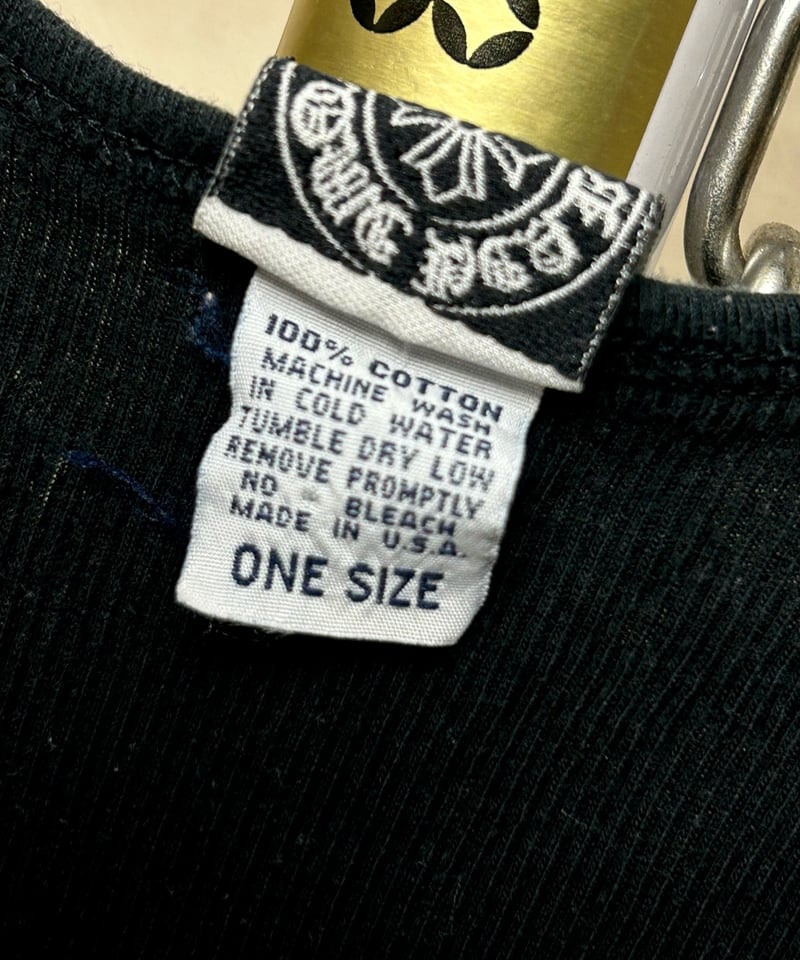 100% COTTON
MACHINE WASH
IN COLD WATER
TUMBLE DRY LOW
REMOVE PROMPTLY
NO BLEACH
MADE IN U.S.A.
ONE SIZE